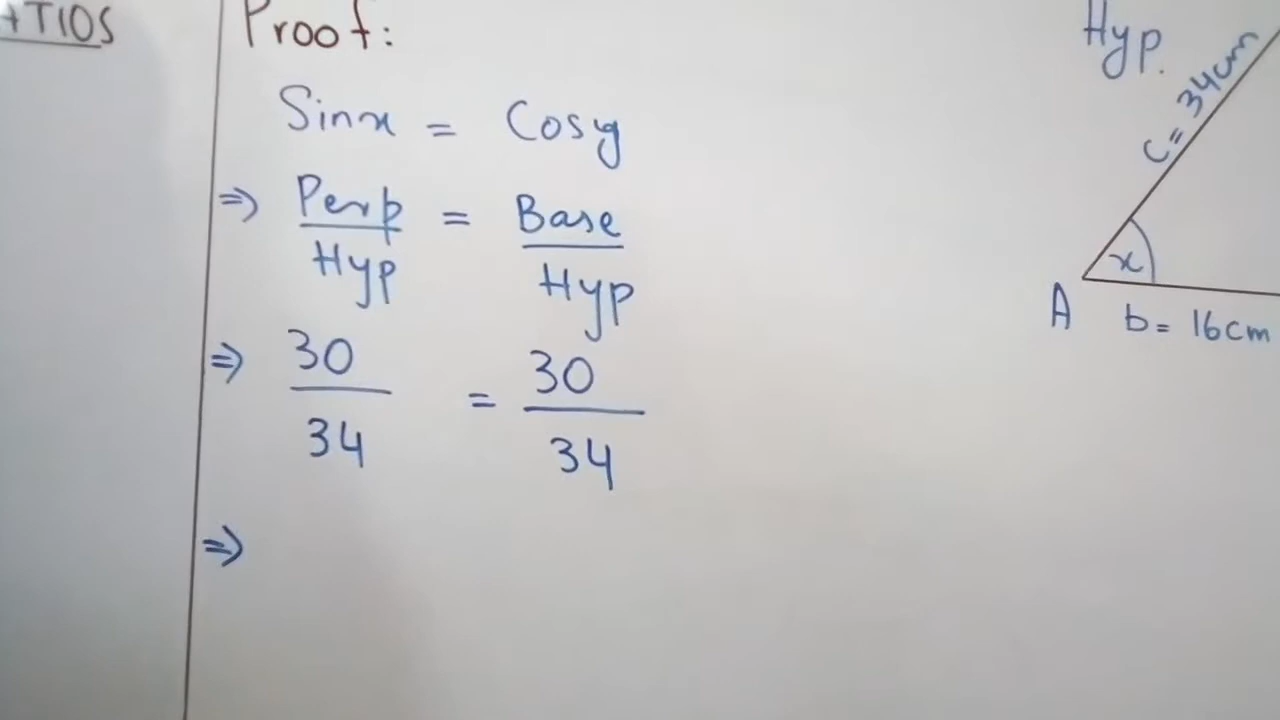 +TIOS
Proof:
Sinx = Cosy
⇒ Perp/Hyp = Base/Hyp
⇒ 30/34 = 30/34
⇒
Hyp.
c = 34cm
x
A
b = 16cm